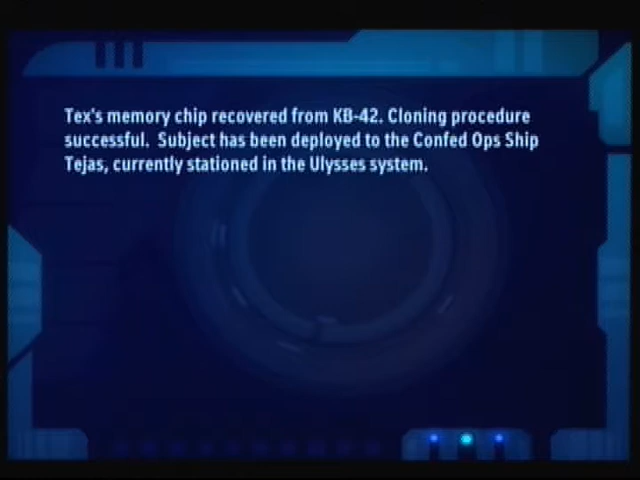 Tex's memory chip recovered from KB-42. Cloning procedure
successful.  Subject has been deployed to the Confed Ops Ship
Tejas, currently stationed in the Ulysses system.